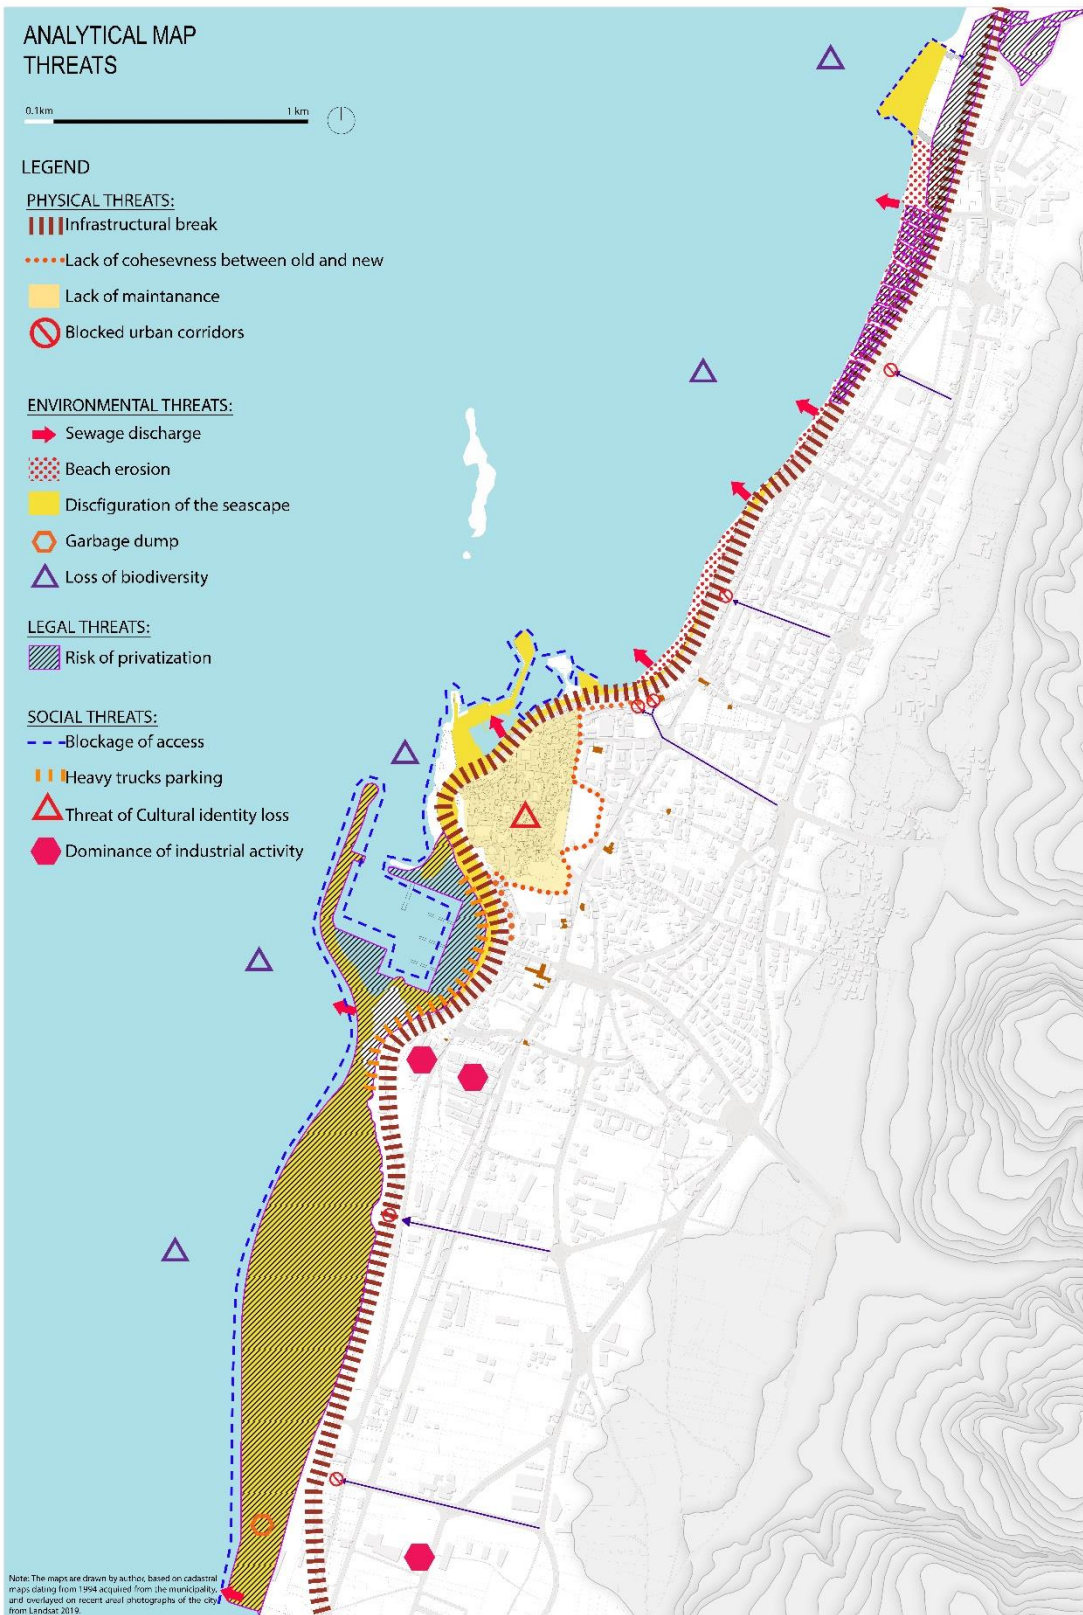 ANALYTICAL MAP
THREATS
0.1km 1 km
LEGEND
PHYSICAL THREATS:
Infrastructural break
Lack of cohesevness between old and new
Lack of maintanance
Blocked urban corridors
ENVIRONMENTAL THREATS:
Sewage discharge
Beach erosion
Discfiguration of the seascape
Garbage dump
Loss of biodiversity
LEGAL THREATS:
Risk of privatization
SOCIAL THREATS:
Blockage of access
Heavy trucks parking
Threat of Cultural identity loss
Dominance of industrial activity
Note: The maps are drawn by author, based on cadastral
maps dating from 1994 acquired from the municipality,
and overlayed on recent areal photographs of the city
from Landsat 2019.